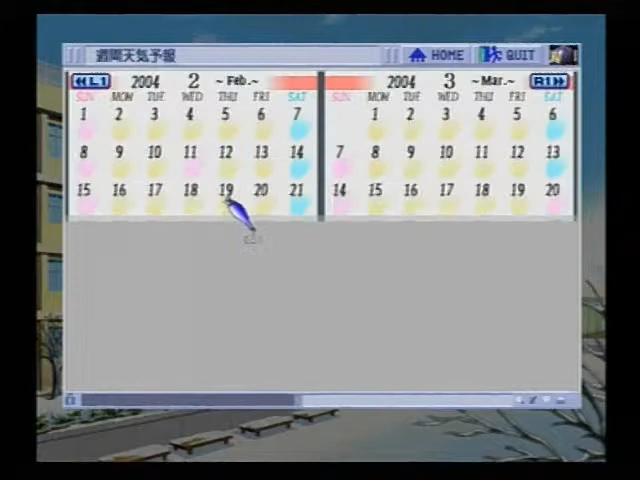 週間天気予報 HOME QUIT
L1 2004 2 ~Feb.~ 2004 3 ~Mar.~ R1
SUN MON TUE WED THU FRI SAT SUN MON TUE WED THU FRI SAT
1 2 3 4 5 6 7 1 2 3 4 5 6
8 9 10 11 12 13 14 7 8 9 10 11 12 13
15 16 17 18 19 20 21 14 15 16 17 18 19 20